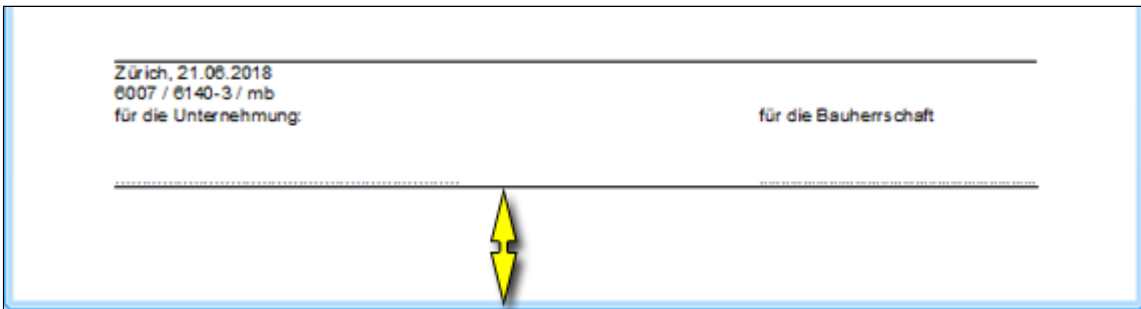 Zürich, 21.06.2018
6007 / 6140-3 / mb
für die Unternehmung: für die Bauherrschaft